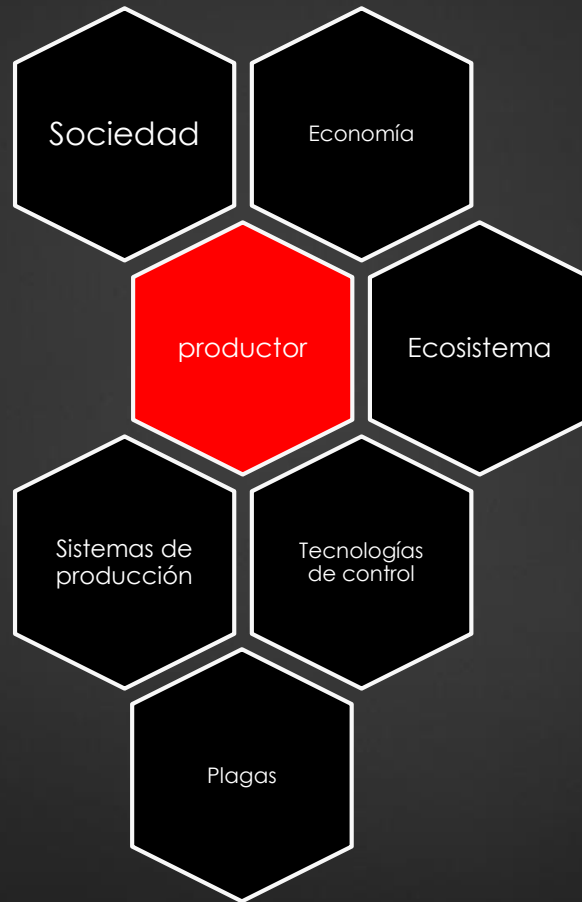 Sociedad
Economía
productor
Ecosistema
Sistemas de
producción
Tecnologías
de control
Plagas